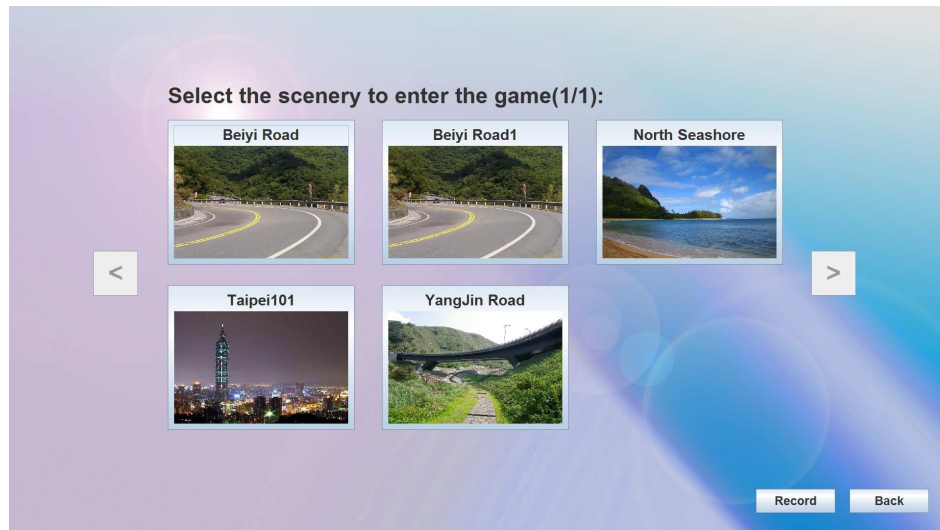 Select the scenery to enter the game(1/1):
Beiyi Road
Beiyi Road1
North Seashore
<
>
Taipei101
YangJin Road
Record
Back